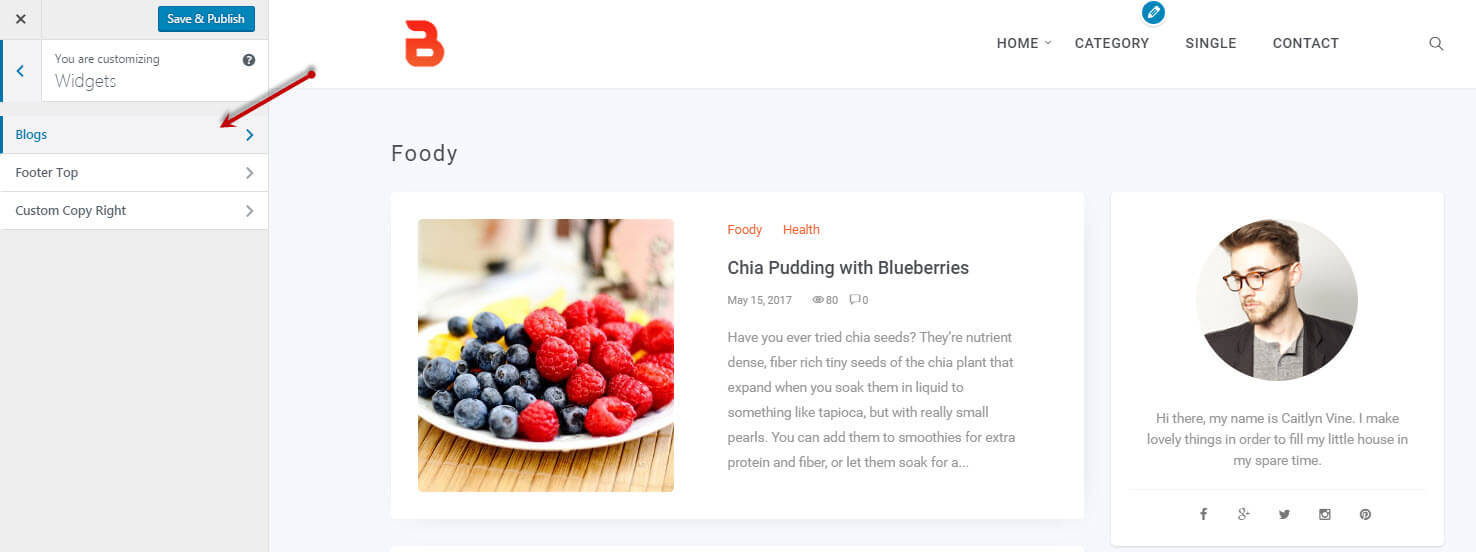 Save & Publish
You are customizing
Widgets
Blogs
Footer Top
Custom Copy Right
B
HOME CATEGORY SINGLE CONTACT
Foody
Foody Health
Chia Pudding with Blueberries
May 15, 2017 80 0
Have you ever tried chia seeds? They’re nutrient
dense, fiber rich tiny seeds of the chia plant that
expand when you soak them in liquid to
something like tapioca, but with really small
pearls. You can add them to smoothies for extra
protein and fiber, or let them soak for a...
Hi there, my name is Caitlyn Vine. I make
lovely things in order to fill my little house in
my spare time.